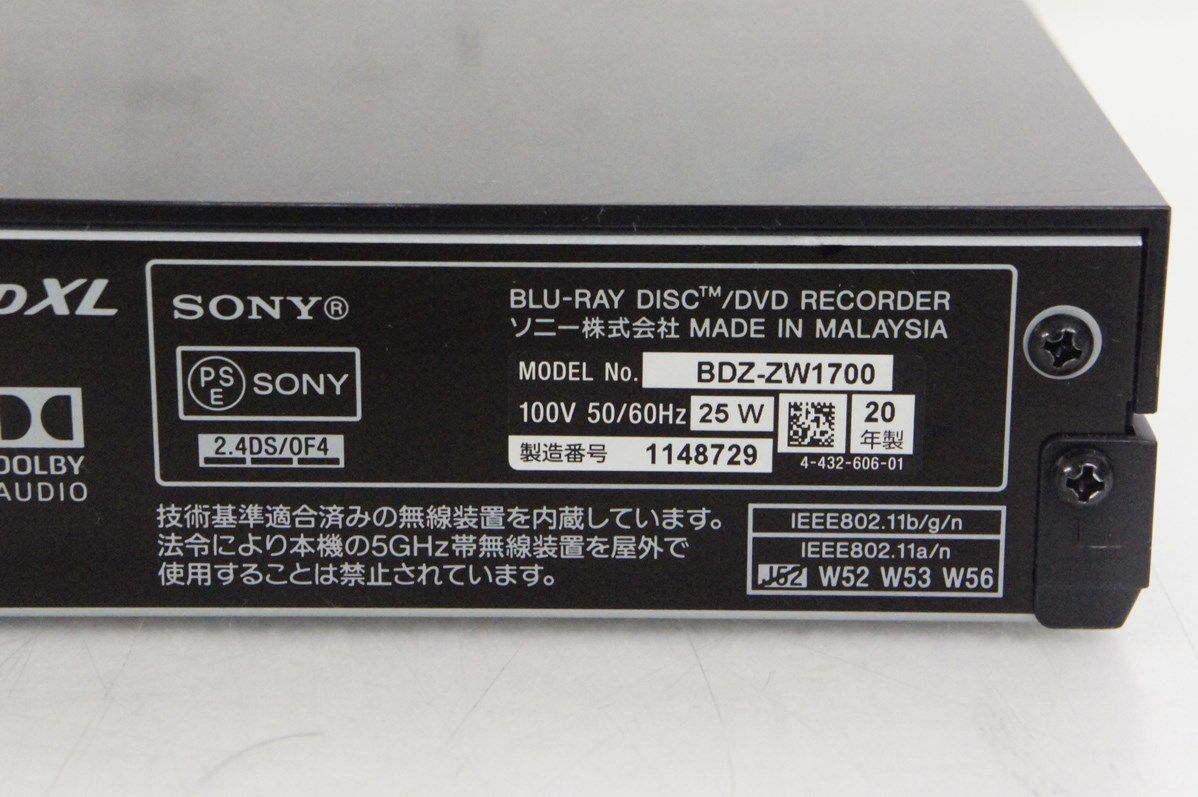 DXL
DOLBY
AUDIO
SONY®
PSE SONY
2.4DS/OF4
BLU-RAY DISC™/DVD RECORDER
ソニー株式会社 MADE IN MALAYSIA
MODEL No. BDZ-ZW1700
100V 50/60Hz 25 W
20
年製
製造番号 1148729
4-432-606-01
技術基準適合済みの無線装置を内蔵しています。
法令により本機の5GHz帯無線装置を屋外で
使用することは禁止されています。
IEEE802.11b/g/n
IEEE802.11a/n
J52 W52 W53 W56